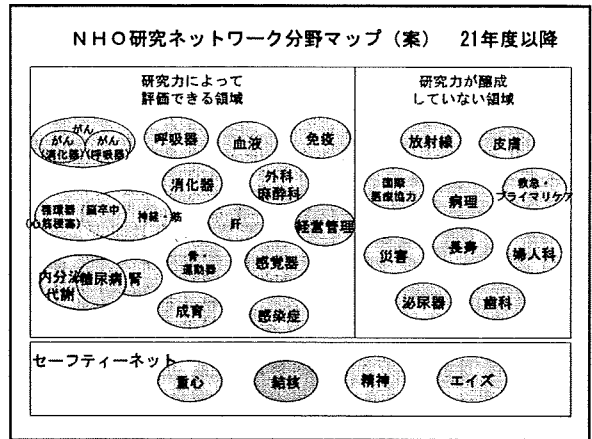 NHO研究ネットワーク分野マップ（案） 21年度以降
研究力によって
評価できる領域
研究力が醸成
していない領域
がん
がん
(消化器)
がん
(呼吸器)
呼吸器
血液
免疫
消化器
外科
麻酔科
循環器
(心筋梗塞)
脳卒中
神経・筋
肝
経営管理
骨・
運動器
感覚器
内分泌
代謝
糖尿病
腎
成育
感染症
放射線
皮膚
国際
医療協力
病理
救急・
プライマリケア
災害
長寿
婦人科
泌尿器
歯科
セーフティーネット
重心
結核
精神
エイズ